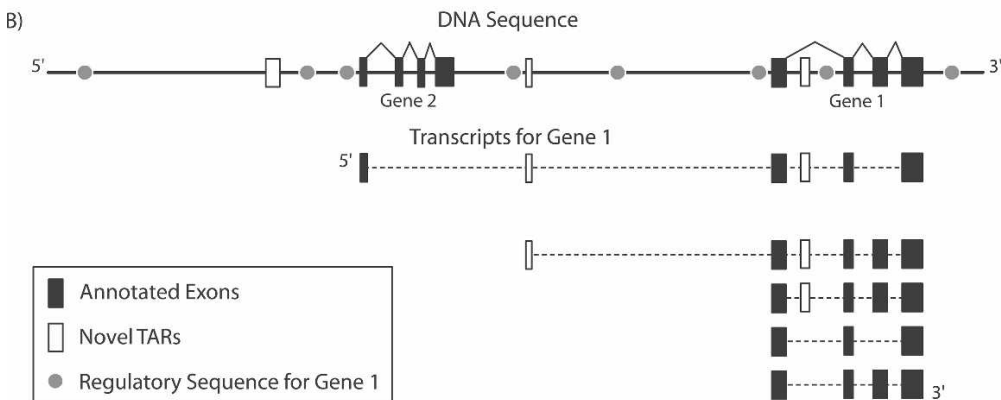 B)
DNA Sequence
5'
3'
Gene 2
Gene 1
Transcripts for Gene 1
5'
Annotated Exons
Novel TARs
Regulatory Sequence for Gene 1
3'